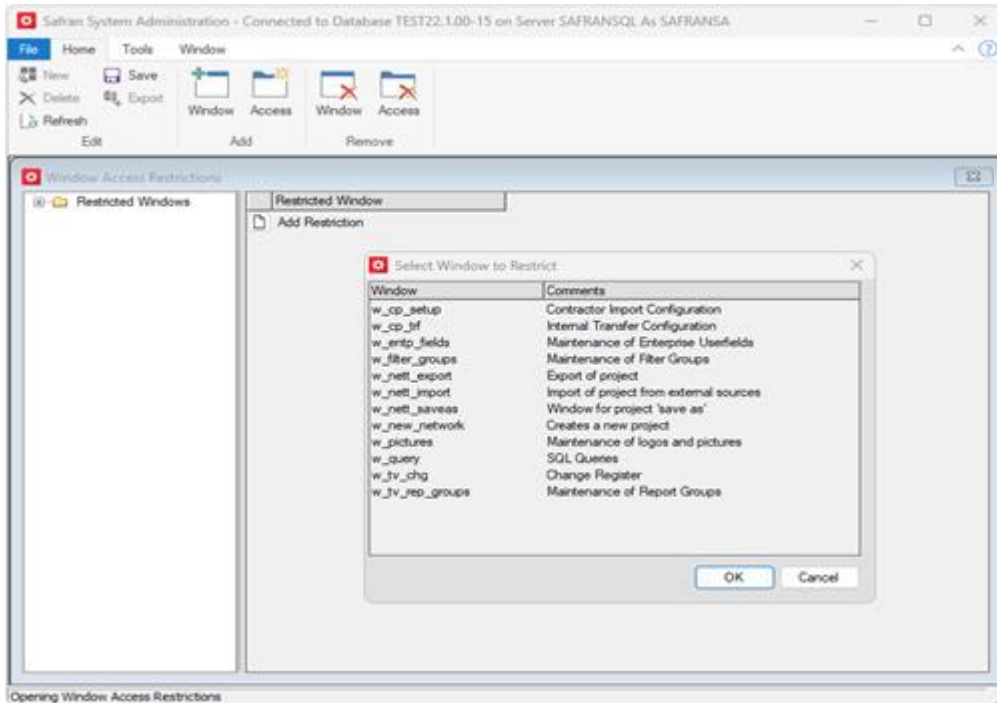 Safran System Administration - Connected to Database TEST22.1.00-15 on Server SAFRANSQL As SAFRANSA
File Home Tools Window
New Save
Delete Export
Refresh
Window Access Window Access
Edit Add Remove
Window Access Restrictions
Restricted Windows
Restricted Window
Add Restriction
Select Window to Restrict
Window Comments
w_cp_setup Contractor Import Configuration
w_cp_trf Internal Transfer Configuration
w_entp_fields Maintenance of Enterprise Userfields
w_filter_groups Maintenance of Filter Groups
w_nett_export Export of project
w_nett_import Import of project from external sources
w_nett_saveas Window for project 'save as'
w_new_network Creates a new project
w_pictures Maintenance of logos and pictures
w_query SQL Queries
w_tv_chg Change Register
w_tv_rep_groups Maintenance of Report Groups
OK Cancel
Opening Window Access Restrictions